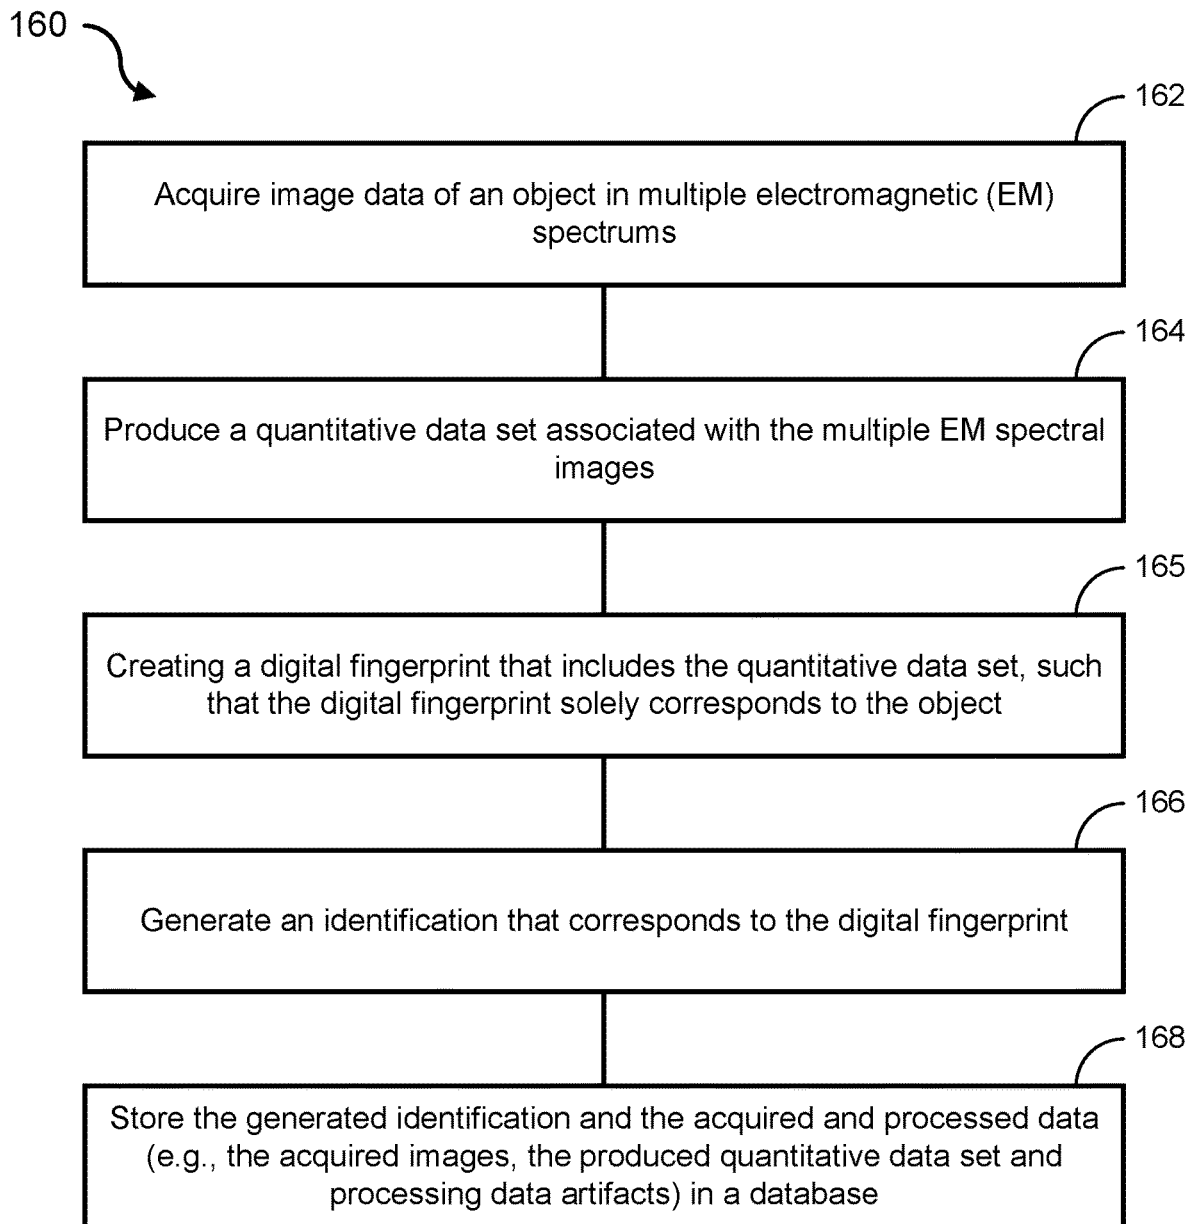 160
162
Acquire image data of an object in multiple electromagnetic (EM)
spectrums
164
Produce a quantitative data set associated with the multiple EM spectral
images
165
Creating a digital fingerprint that includes the quantitative data set, such
that the digital fingerprint solely corresponds to the object
166
Generate an identification that corresponds to the digital fingerprint
168
Store the generated identification and the acquired and processed data
(e.g., the acquired images, the produced quantitative data set and
processing data artifacts) in a database